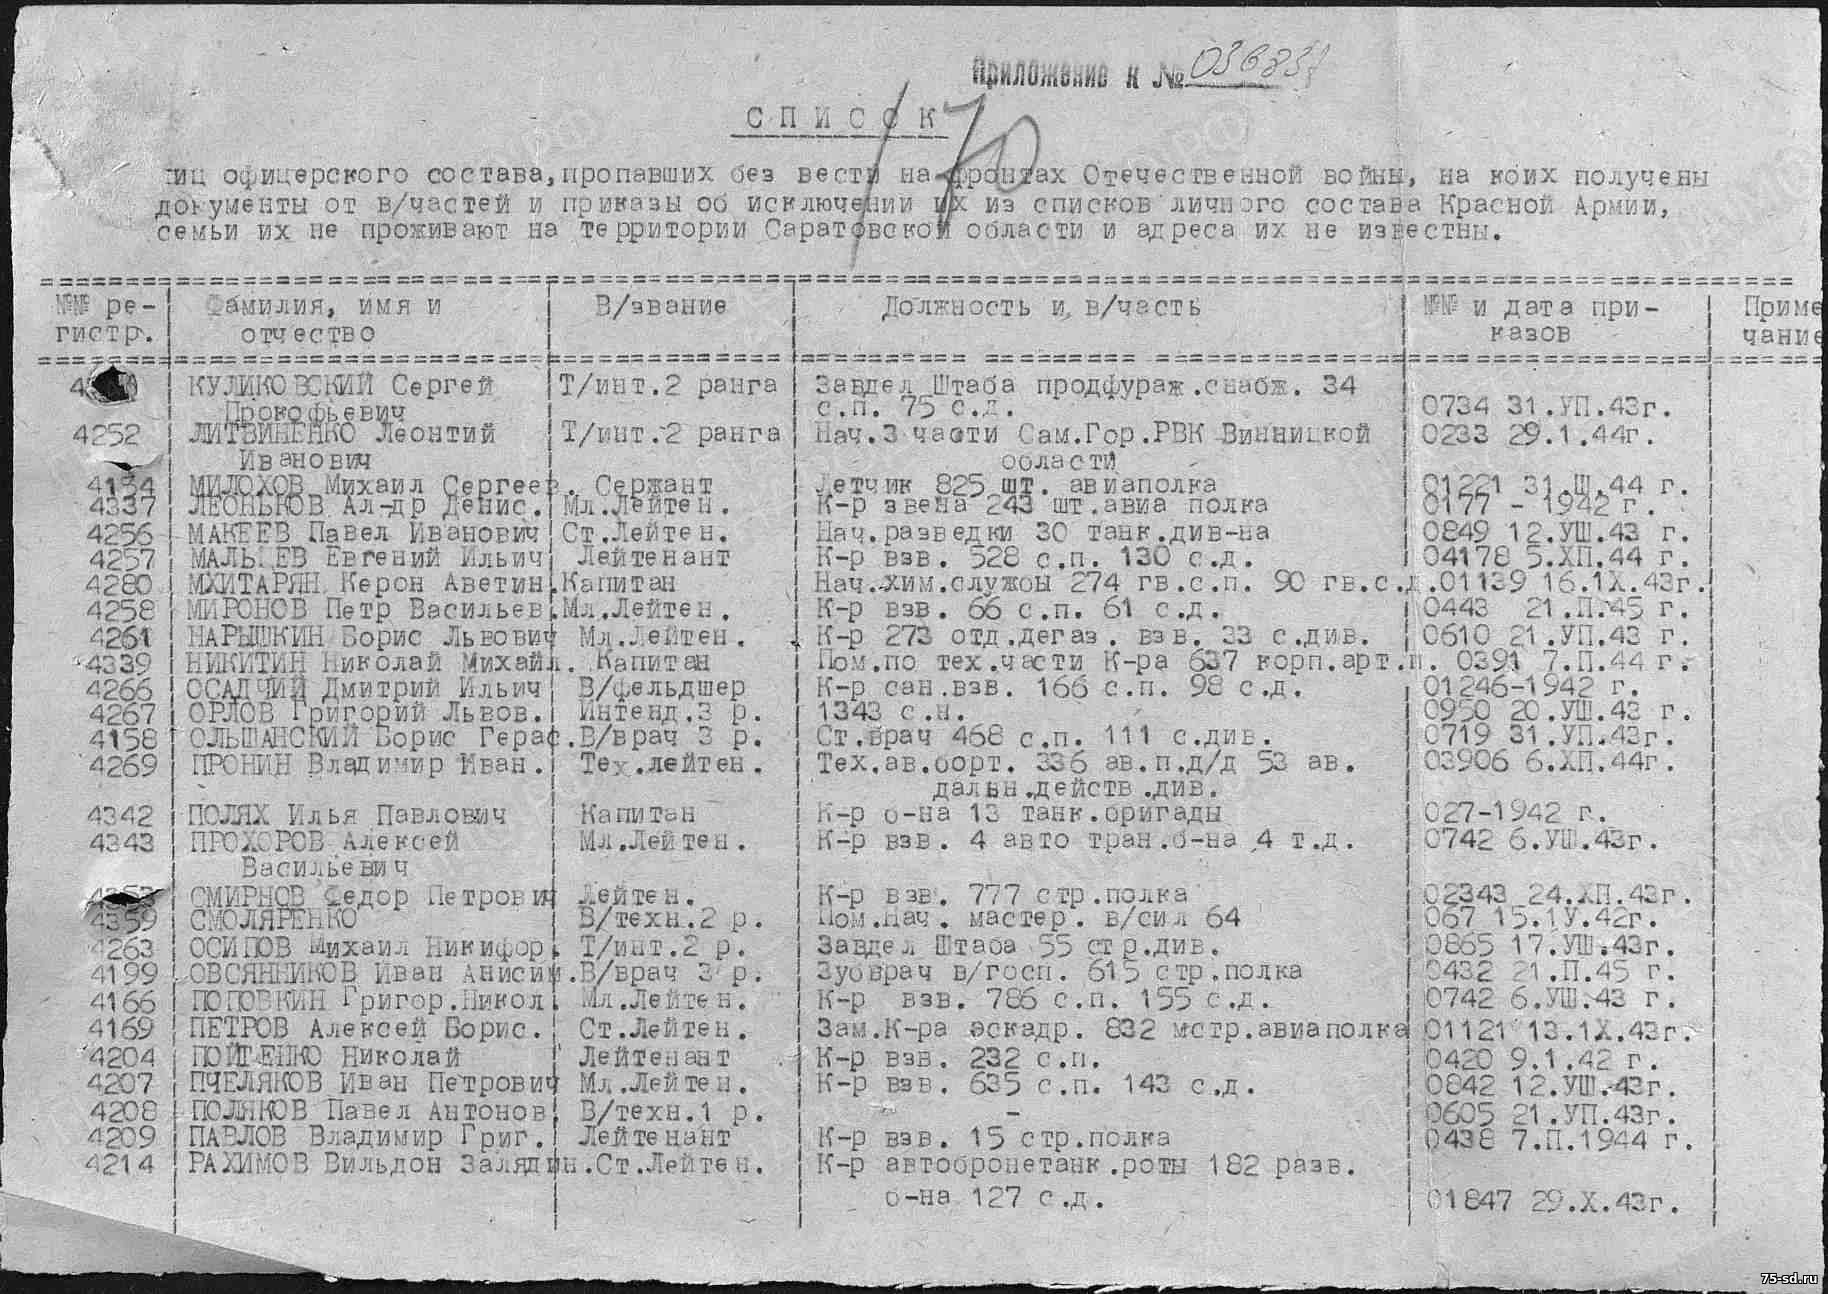 Приложение к №
170
СПИСОК
лиц офицерского состава, пропавших без вести на фронтах Отечественной войны, на коих получены
документы от в/частей и приказы об исключении их из списков личного состава Красной Армии,
семьи их не проживают на территории Саратовской области и адреса их не известны.
№№ ре- Фамилия, имя и В/звание Должность и, в/часть №№ и дата при- Приме
гистр. отчество казов чание
КУЛИКОВСКИЙ Сергей Т/инт.2 ранга Завдел Штаба продфураж.снабж. 34
Прокофьевич с.п. 75 с.д. 0734 31.УП.43г.
4252 ЛИТВИНЕНКО Леонтий Т/инт.2 ранга Нач.3 части Сам.Гор.РВК Винницкой 0233 29.1.44г.
Иванович области
4134 МИЛОХОВ Михаил Сергеев. Сержант Летчик 825 шт. авиаполка 01221 31.Ш.44 г.
4337 ЛЕОНЬКОВ Ал-др Денис. Мл.Лейтен. К-р звена 243 шт.авиа полка 0177 - 1942 г.
4256 МАКЕЕВ Павел Иванович Ст.Лейтен. Нач.разведки 30 танк.див-на 0849 12.УШ.43 г.
4257 МАЛЬЦЕВ Евгений Ильич Лейтенант К-р взв. 528 с.п. 130 с.д. 04178 5.ХП.44 г.
4280 МХИТАРЯН Керон Аветин. Капитан Нач.хим.службы 274 гв.с.п. 90 гв.с.д. 01139 16.1Х.43г.
4258 МИРОНОВ Петр Васильев. Мл.Лейтен. К-р взв. 66 с.п. 61 с.д. 0443 21.П.45 г.
4261 НАРЫШКИН Борис Львович Мл.Лейтен. К-р 273 отд.дегаз. взв. 33 с.див. 0610 21.УП.43 г.
4339 НИКИТИН Николай Михайл. Капитан Пом.по тех.части К-ра 637 корп.арт.п. 0391 7.П.44 г.
4266 ОСАДЧИЙ Дмитрий Ильич В/фельдшер К-р сан.взв. 166 с.п. 98 с.д. 01246-1942 г.
4267 ОРЛОВ Григорий Львов. Интенд.3 р. 1343 с.н. 0950 20.УШ.43 г.
4158 ОЛЬШАНСКИЙ Борис Герас. В/врач 3 р. Ст.врач 468 с.п. 111 с.див. 0719 31.УП.43г.
4269 ПРОНИН Владимир Иван. Тех.лейтен. Тех.ав.борт. 336 ав.п.д/д 53 ав. 03906 6.ХП.44г.
дальн.действ.див.
4342 ПОЛЯХ Илья Павлович Капитан К-р б-на 13 танк.бригады 027-1942 г.
4343 ПРОХОРОВ Алексей Мл.Лейтен. К-р взв. 4 авто тран.б-на 4 т.д. 0742 6.УШ.43г.
Васильевич
4353 СМИРНОВ Федор Петрович Лейтен. К-р взв. 777 стр.полка 02343 24.ХП.43г.
4359 СМОЛЯРЕНКО В/техн.2 р. Пом.Нач. мастер. в/сил 64 067 15.1У.42г.
4263 ОСИПОВ Михаил Никифор. Т/инт.2 р. Завдел Штаба 55 стр.див. 0865 17.УШ.43г.
4199 ОВСЯННИКОВ Иван Анисим. В/врач 3 р. Зубврач в/госп. 615 стр.полка 0432 21.П.45 г.
4166 ПОПОВКИН Григор.Никол. Мл.Лейтен. К-р взв. 786 с.п. 155 с.д. 0742 6.УШ.43 г.
4169 ПЕТРОВ Алексей Борис. Ст.Лейтен. Зам.К-ра эскадр. 832 мстр.авиаполка 01121 13.1Х.43г.
4204 ПОЙТЕНКО Николай Лейтенант К-р взв. 232 с.п. 0420 9.1.42 г.
4207 ПЧЕЛЯКОВ Иван Петрович Мл.Лейтен. К-р взв. 635 с.п. 143 с.д. 0842 12.УШ.43г.
4208 ПОЛЯКОВ Павел Антонов. В/техн.1 р. - 0605 21.УП.43г.
4209 ПАВЛОВ Владимир Григ. Лейтенант К-р взв. 15 стр.полка 0438 7.П.1944 г.
4214 РАХИМОВ Вильдон Залядин. Ст.Лейтен. К-р автобронетанк.роты 182 разв.
б-на 127 с.д. 01847 29.Х.43г.
75-sd.ru